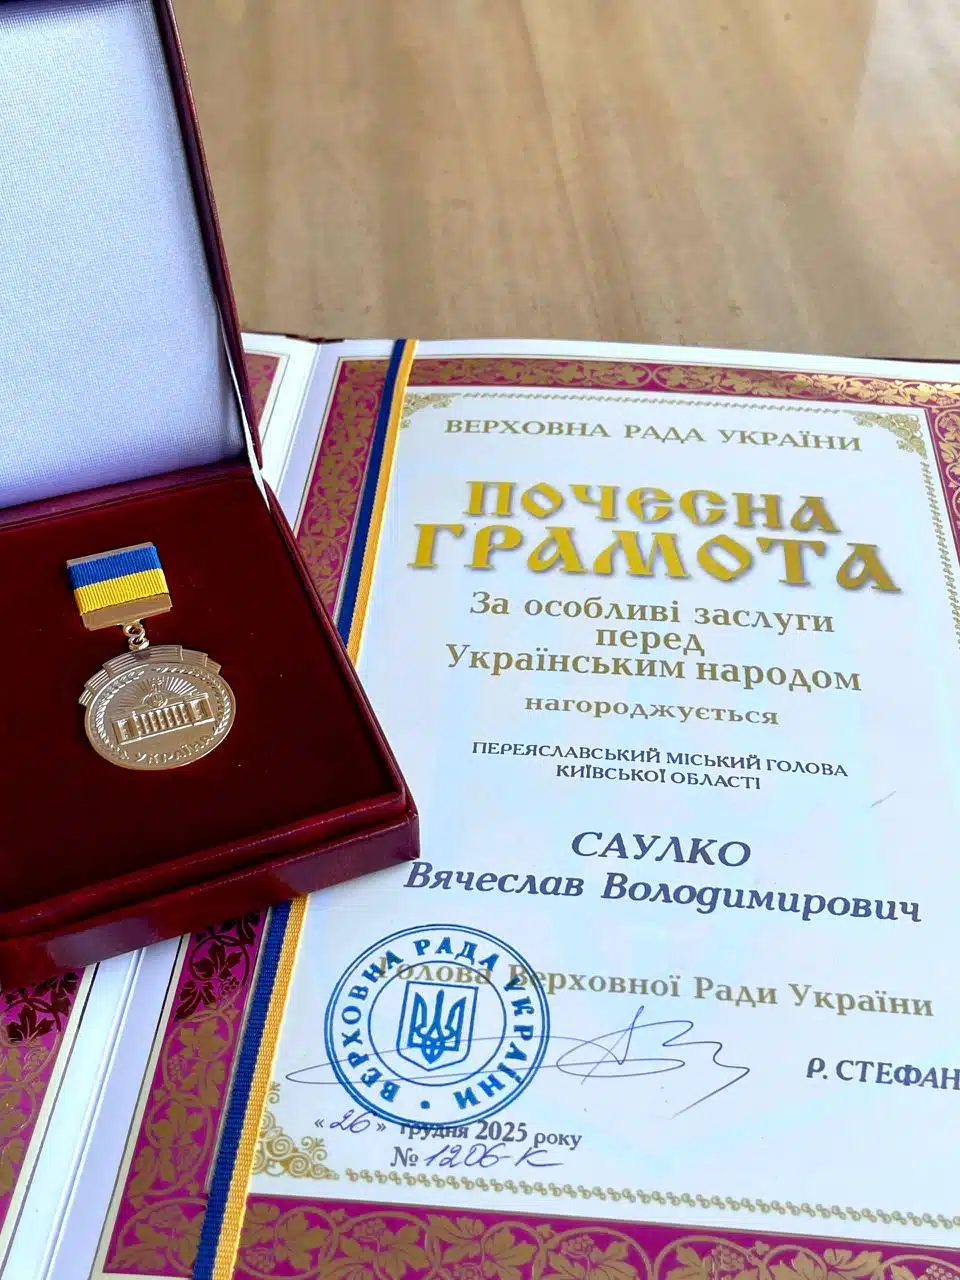 ВЕРХОВНА РАДА УКРАЇНИ
ПОЧЕСНА
ГРАМОТА
За особливі заслуги
перед
Українським народом
нагороджується
ПЕРЕЯСЛАВСЬКИЙ МІСЬКИЙ ГОЛОВА
КИЇВСЬКОЇ ОБЛАСТІ
САУЛКО
Вячеслав Володимирович
Голова Верховної Ради України
Р. СТЕФАН
ВЕРХОВНА РАДА УКРАЇНИ
« 26 » грудня 2025 року
№ 1206-К
УКРАЇНА